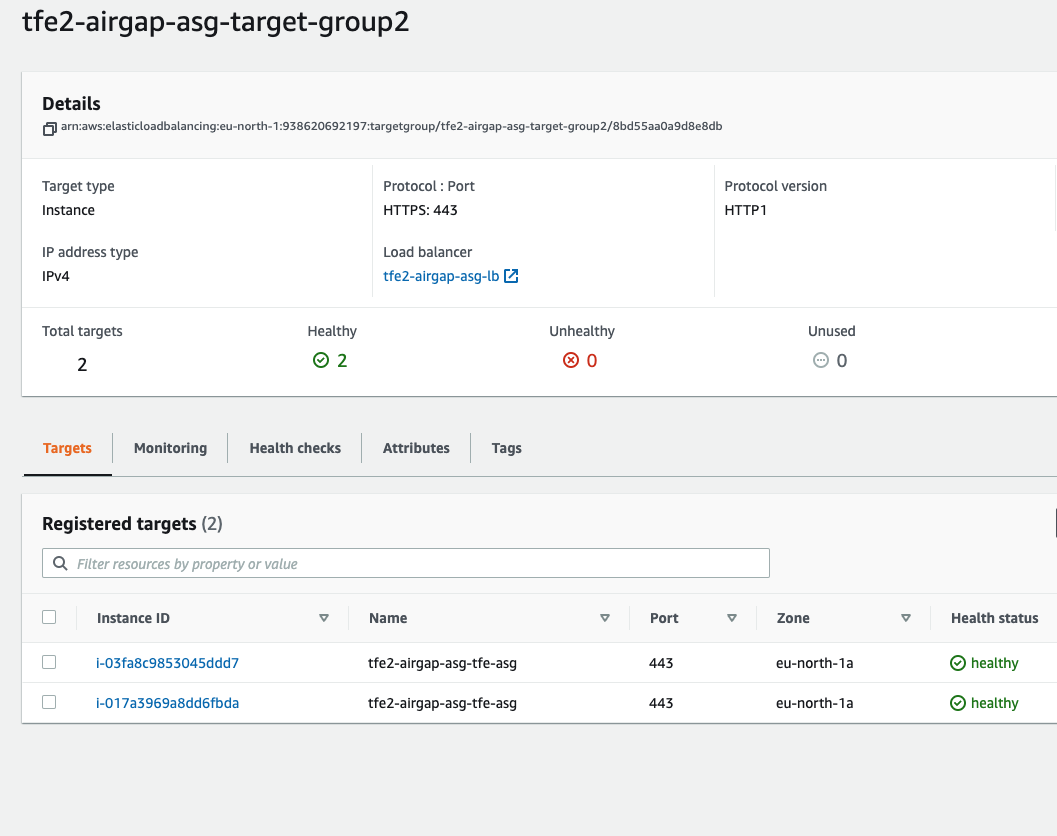 tfe2-airgap-asg-target-group2
Details
arn:aws:elasticloadbalancing:eu-north-1:938620692197:targetgroup/tfe2-airgap-asg-target-group2/8bd55aa0a9d8e8db
Target type
Instance
Protocol : Port
HTTPS: 443
Protocol version
HTTP1
IP address type
IPv4
Load balancer
tfe2-airgap-asg-lb
Total targets
2
Healthy
2
Unhealthy
0
Unused
0
Targets Monitoring Health checks Attributes Tags
Registered targets (2)
Filter resources by property or value
Instance ID Name Port Zone Health status
i-03fa8c9853045ddd7 tfe2-airgap-asg-tfe-asg 443 eu-north-1a healthy
i-017a3969a8dd6fbda tfe2-airgap-asg-tfe-asg 443 eu-north-1a healthy